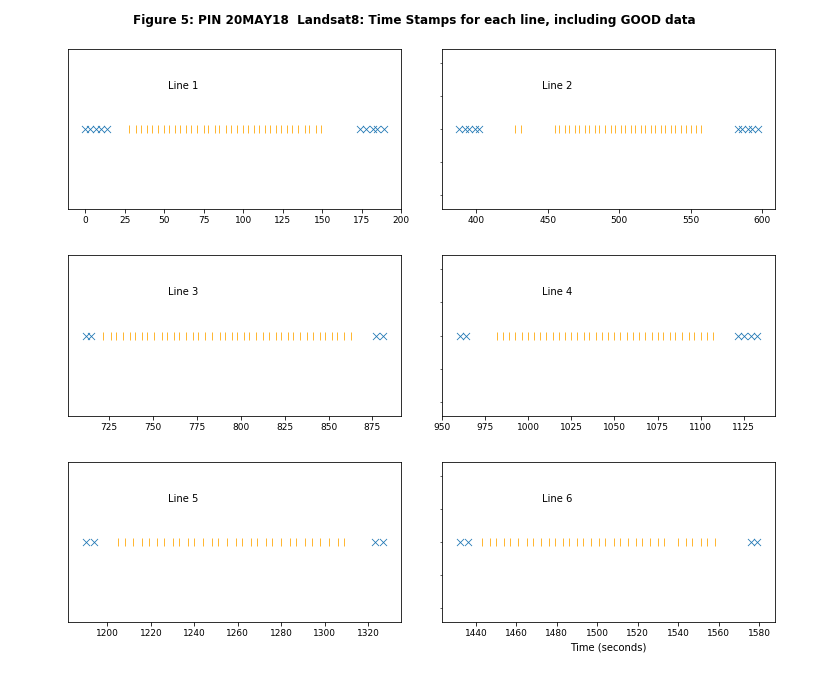 Figure 5: PIN 20MAY18  Landsat8: Time Stamps for each line, including GOOD data
Line 1
0 25 50 75 100 125 150 175 200
Line 2
400 450 500 550 600
Line 3
725 750 775 800 825 850 875
Line 4
950 975 1000 1025 1050 1075 1100 1125
Line 5
1200 1220 1240 1260 1280 1300 1320
Line 6
1440 1460 1480 1500 1520 1540 1560 1580
Time (seconds)